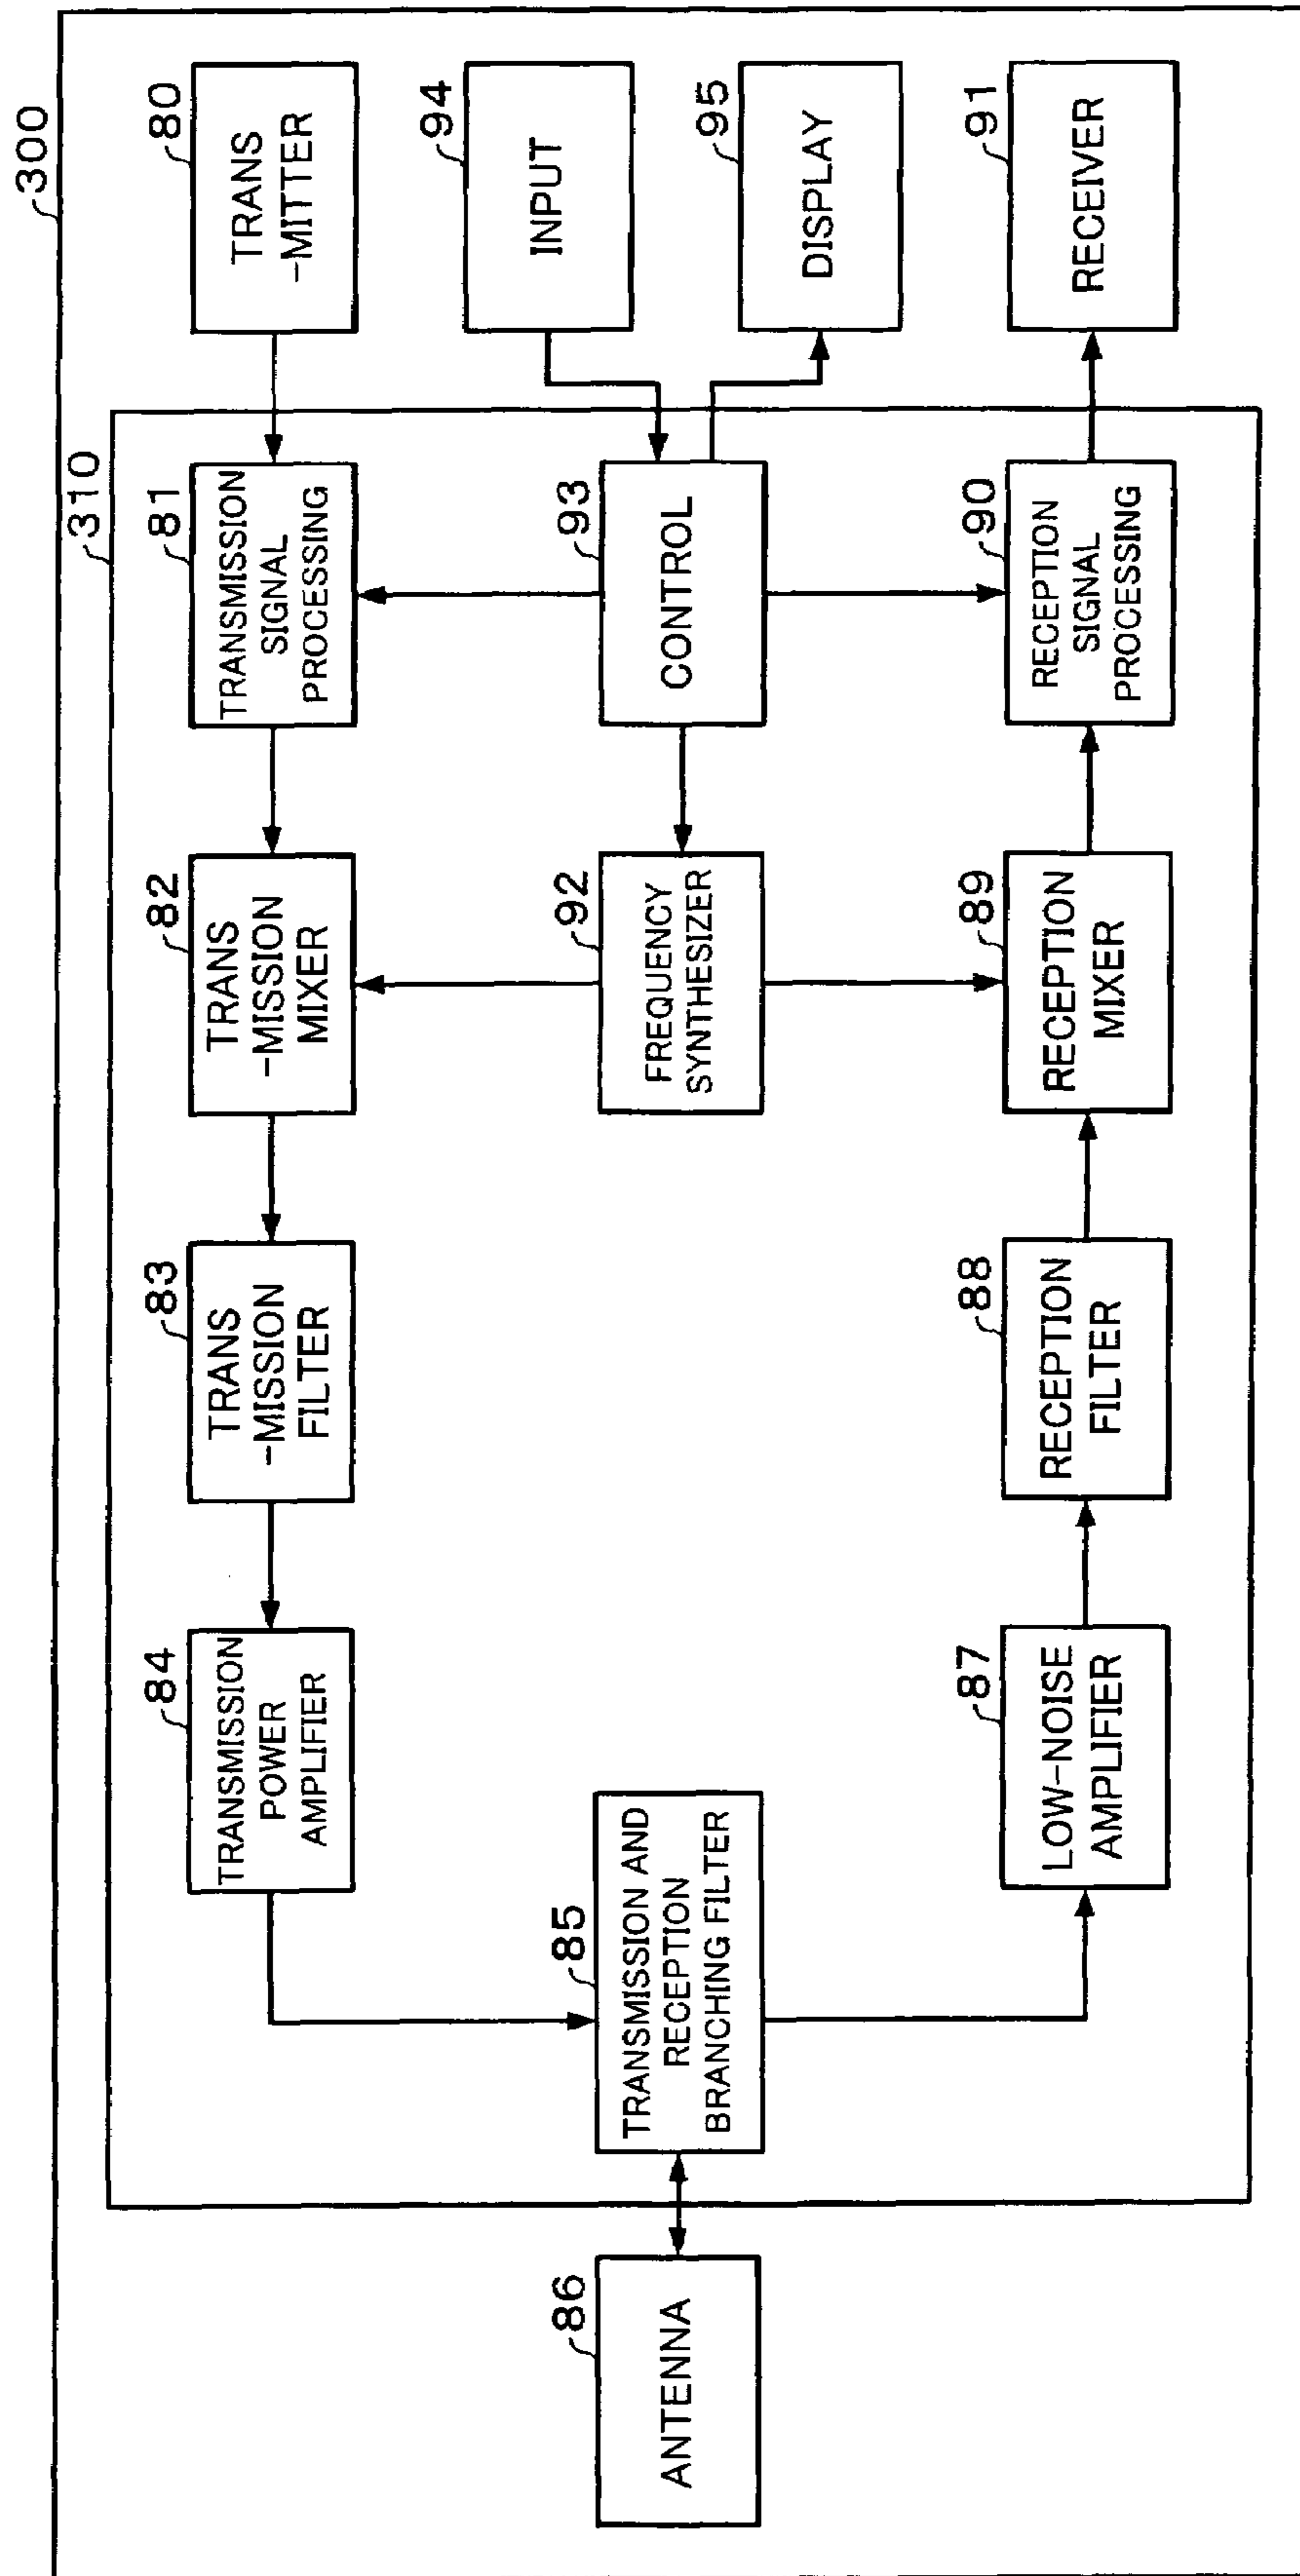 300
310
80
TRANS
-MITTER
81
TRANSMISSION
SIGNAL
PROCESSING
82
TRANS
-MISSION
MIXER
83
TRANS
-MISSION
FILTER
84
TRANSMISSION
POWER
AMPLIFIER
85
TRANSMISSION AND
RECEPTION
BRANCHING FILTER
86
ANTENNA
87
LOW-NOISE
AMPLIFIER
88
RECEPTION
FILTER
89
RECEPTION
MIXER
90
RECEPTION
SIGNAL
PROCESSING
91
RECEIVER
92
FREQUENCY
SYNTHESIZER
93
CONTROL
94
INPUT
95
DISPLAY